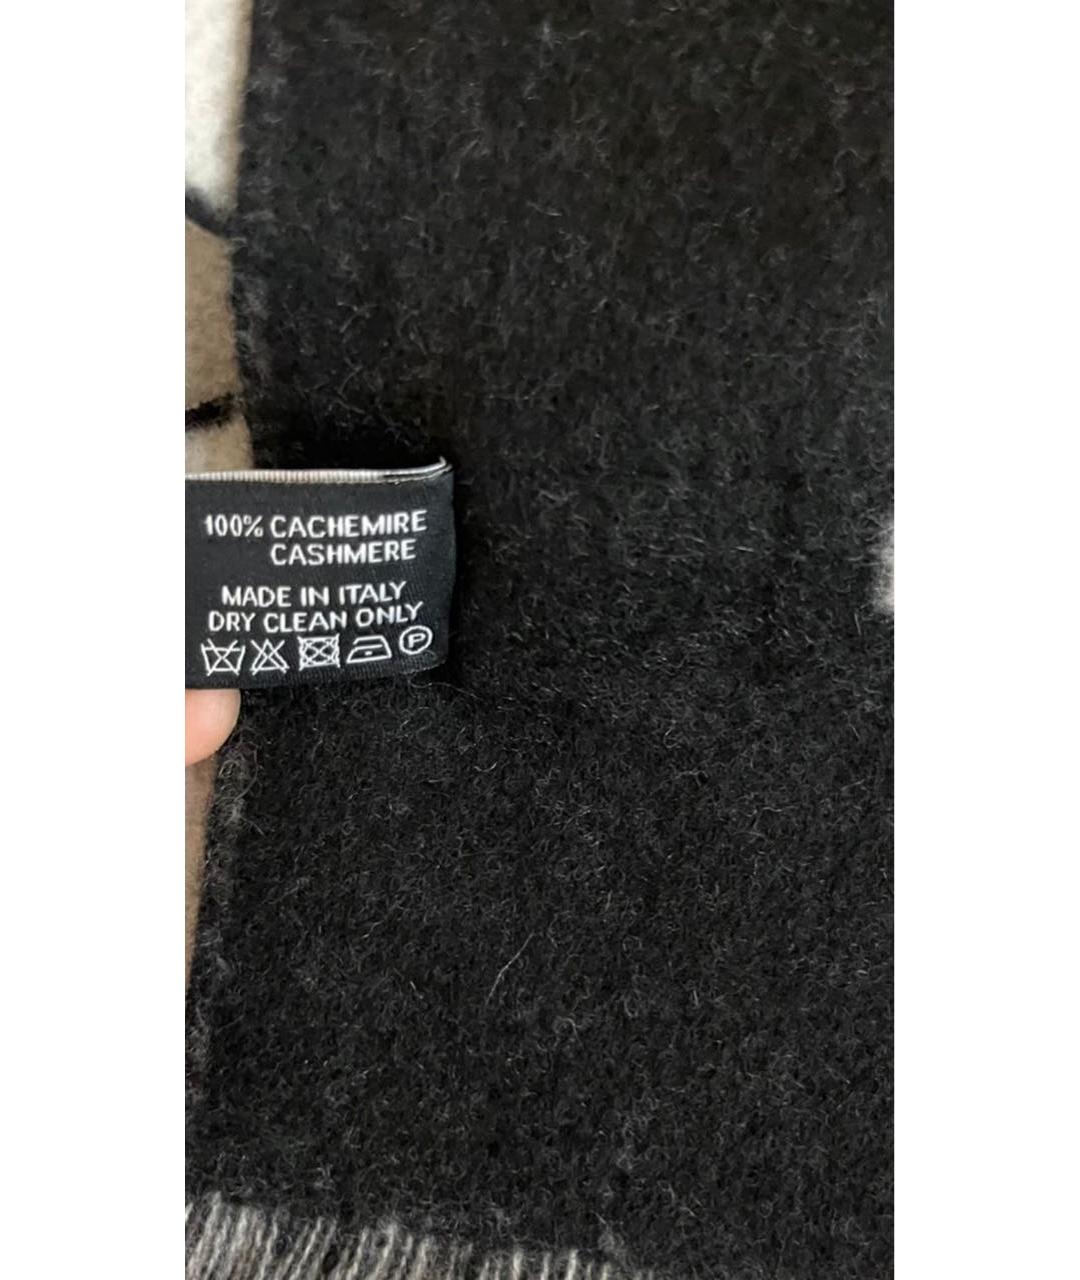 100% CACHEMIRE
CASHMERE
MADE IN ITALY
DRY CLEAN ONLY
P